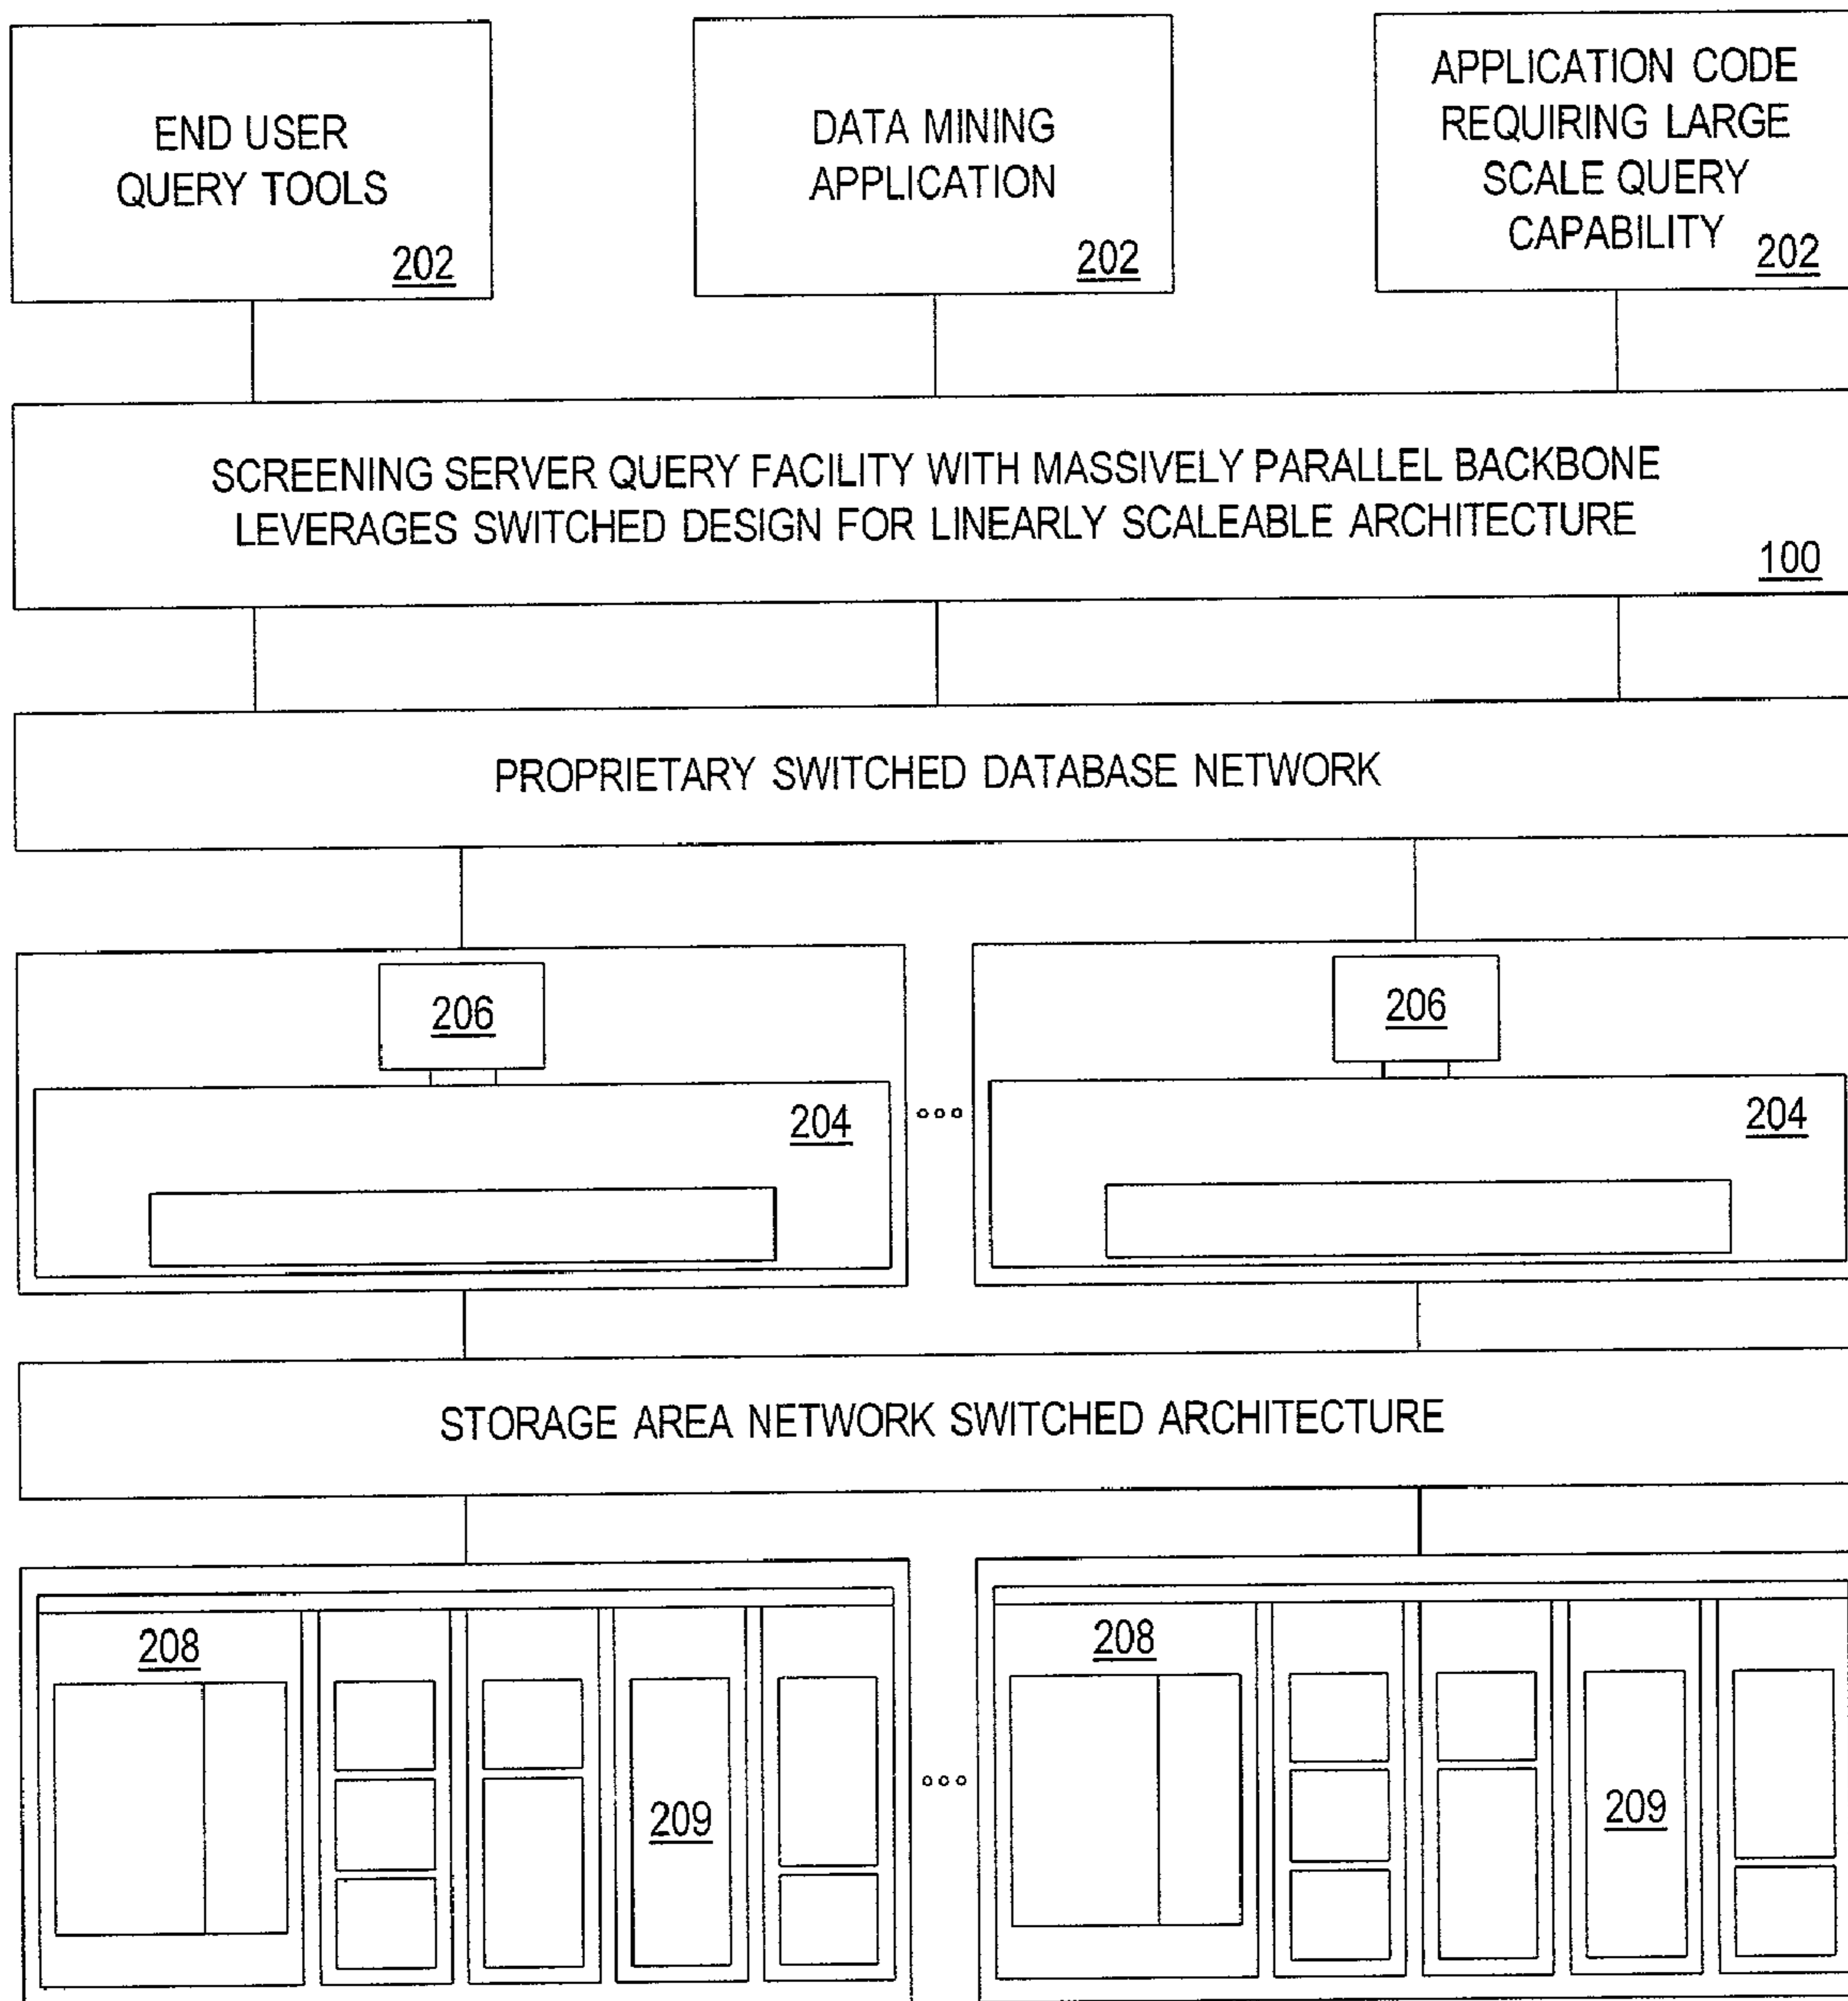 END USER
QUERY TOOLS
202
DATA MINING
APPLICATION
202
APPLICATION CODE
REQUIRING LARGE
SCALE QUERY
CAPABILITY
202
SCREENING SERVER QUERY FACILITY WITH MASSIVELY PARALLEL BACKBONE
LEVERAGES SWITCHED DESIGN FOR LINEARLY SCALEABLE ARCHITECTURE
100
PROPRIETARY SWITCHED DATABASE NETWORK
206
206
204
204
STORAGE AREA NETWORK SWITCHED ARCHITECTURE
208
209
208
209